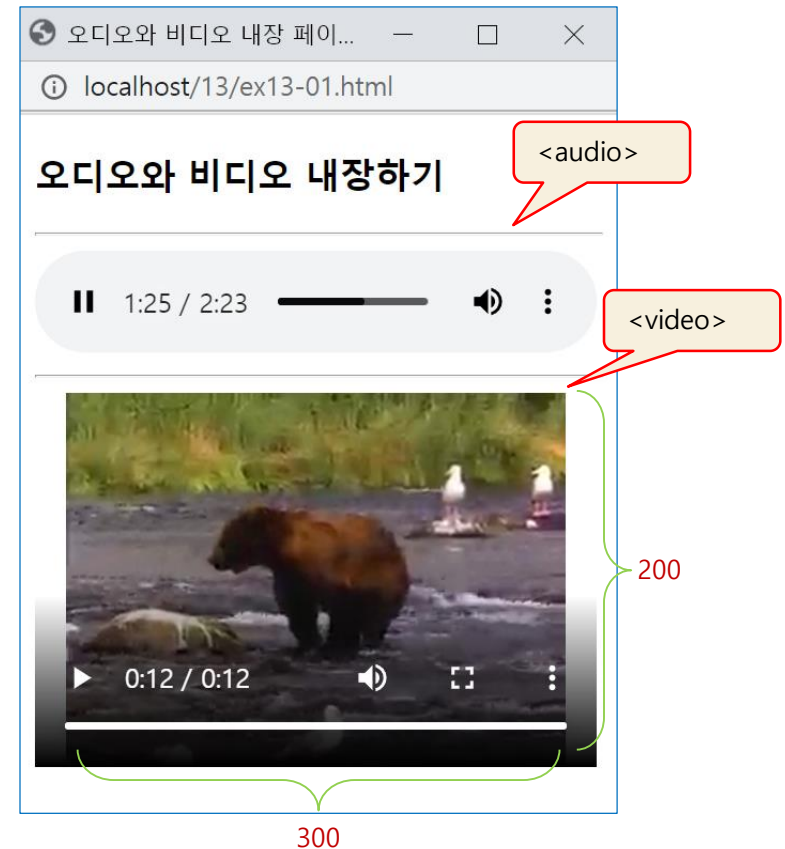 오디오와 비디오 내장 페이...
localhost/13/ex13-01.html
<audio>
오디오와 비디오 내장하기
1:25 / 2:23
<video>
200
0:12 / 0:12
300